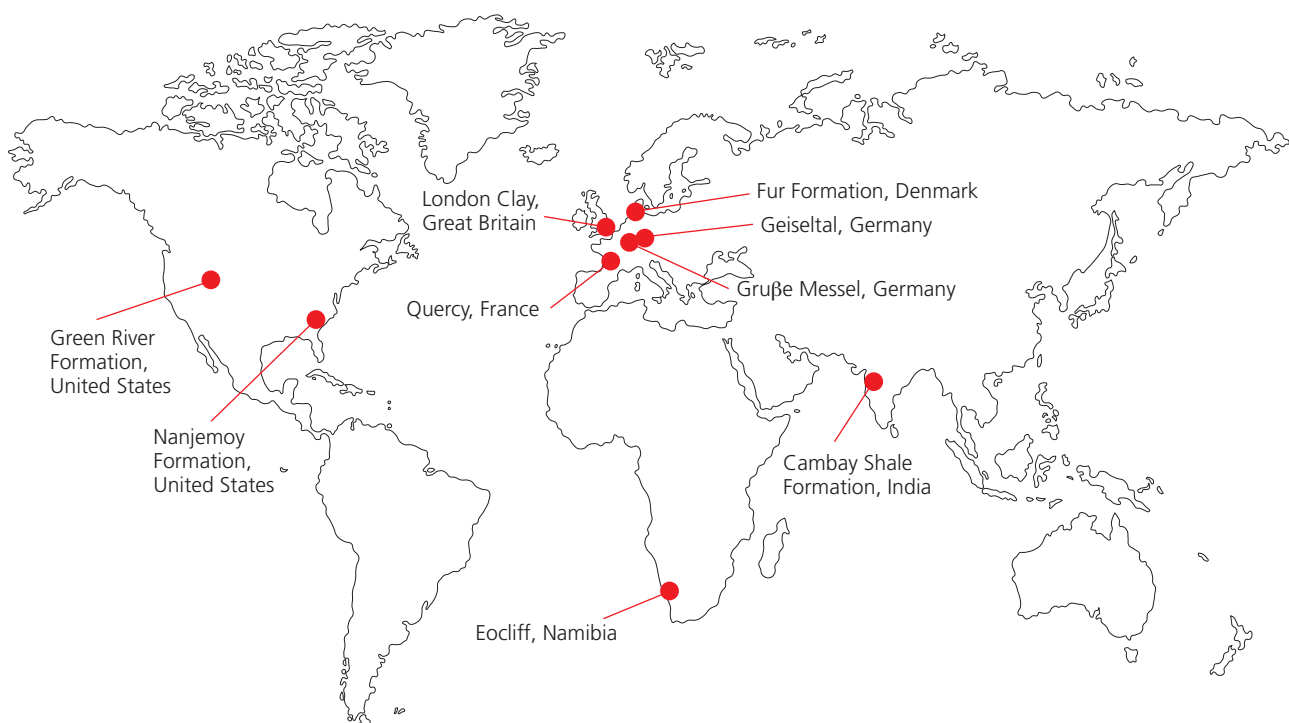 London Clay,
Great Britain
Fur Formation, Denmark
Geiseltal, Germany
Gruβe Messel, Germany
Quercy, France
Green River
Formation,
United States
Nanjemoy
Formation,
United States
Cambay Shale
Formation, India
Eocliff, Namibia